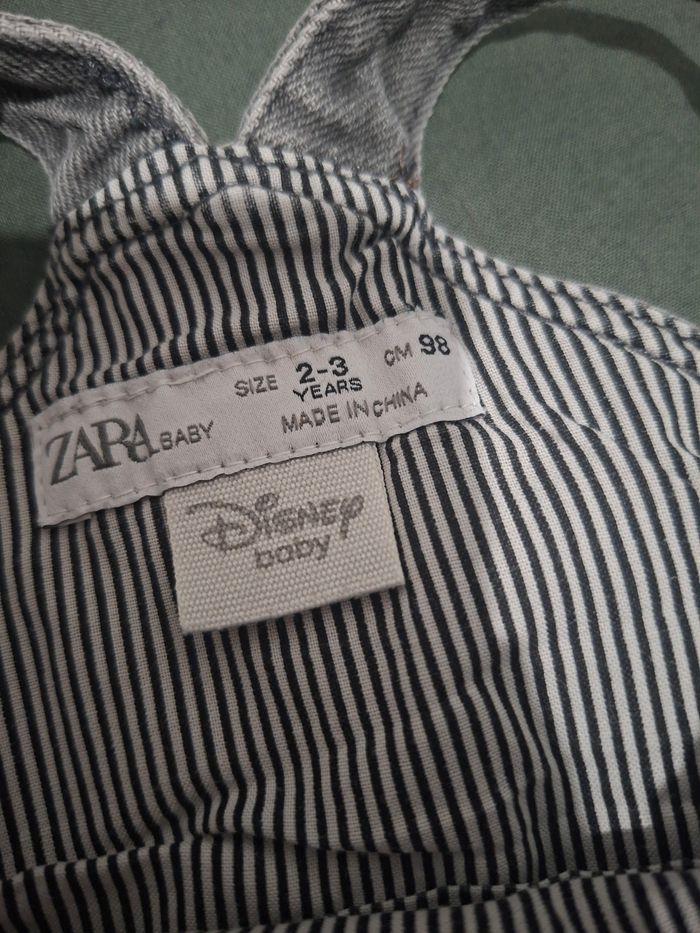 ZARA BABY SIZE 2-3 YEARS CM 98
MADE IN CHINA
Disney
baby